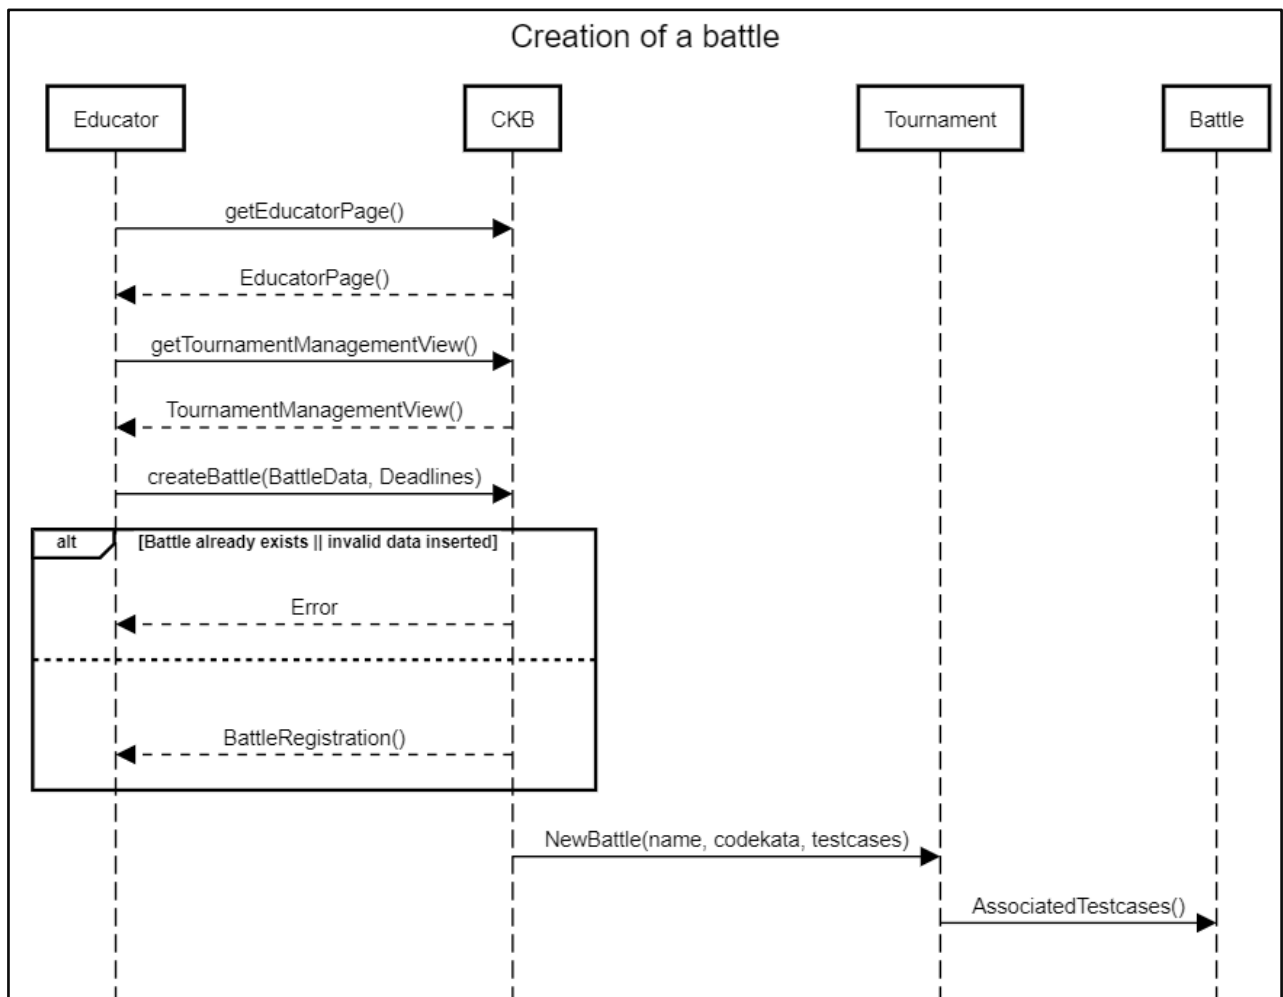 Creation of a battle
Educator
CKB
Tournament
Battle
getEducatorPage()
EducatorPage()
getTournamentManagementView()
TournamentManagementView()
createBattle(BattleData, Deadlines)
alt
[Battle already exists || invalid data inserted]
Error
BattleRegistration()
NewBattle(name, codekata, testcases)
AssociatedTestcases()